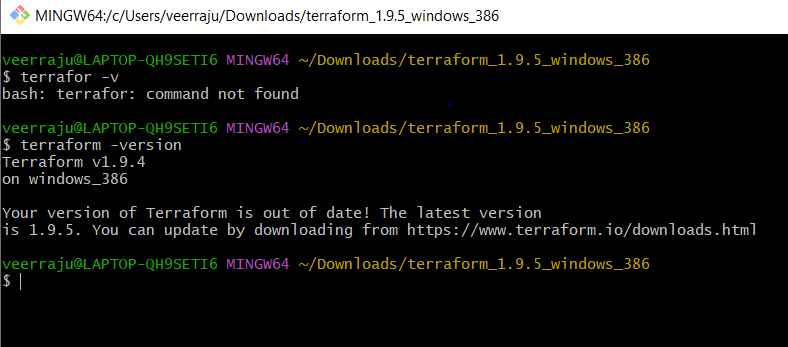 MINGW64:/c/Users/veerraju/Downloads/terraform_1.9.5_windows_386
veerraju@LAPTOP-QH9SETI6 MINGW64 ~/Downloads/terraform_1.9.5_windows_386
$ terrafor -v
bash: terrafor: command not found
veerraju@LAPTOP-QH9SETI6 MINGW64 ~/Downloads/terraform_1.9.5_windows_386
$ terraform -version
Terraform v1.9.4
on windows_386
Your version of Terraform is out of date! The latest version
is 1.9.5. You can update by downloading from https://www.terraform.io/downloads.html
veerraju@LAPTOP-QH9SETI6 MINGW64 ~/Downloads/terraform_1.9.5_windows_386
$